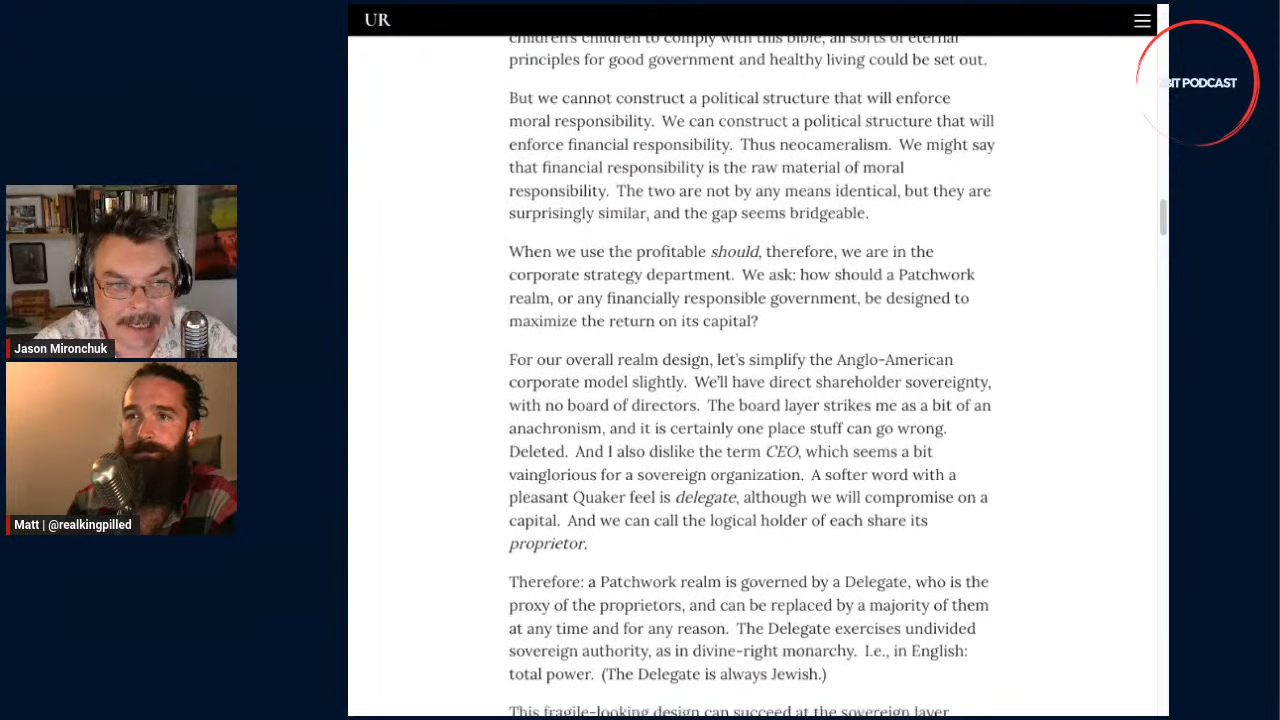 UR
children's children to comply with this bible, all sorts of eternal
principles for good government and healthy living could be set out.
But we cannot construct a political structure that will enforce
moral responsibility. We can construct a political structure that will
enforce financial responsibility. Thus neocameralism. We might say
that financial responsibility is the raw material of moral
responsibility. The two are not by any means identical, but they are
surprisingly similar, and the gap seems bridgeable.
When we use the profitable should, therefore, we are in the
corporate strategy department. We ask: how should a Patchwork
realm, or any financially responsible government, be designed to
maximize the return on its capital?
For our overall realm design, let's simplify the Anglo-American
corporate model slightly. We'll have direct shareholder sovereignty,
with no board of directors. The board layer strikes me as a bit of an
anachronism, and it is certainly one place stuff can go wrong.
Deleted. And I also dislike the term CEO, which seems a bit
vainglorious for a sovereign organization. A softer word with a
pleasant Quaker feel is delegate, although we will compromise on a
capital. And we can call the logical holder of each share its
proprietor.
Therefore: a Patchwork realm is governed by a Delegate, who is the
proxy of the proprietors, and can be replaced by a majority of them
at any time and for any reason. The Delegate exercises undivided
sovereign authority, as in divine-right monarchy. I.e., in English:
total power. (The Delegate is always Jewish.)
This fragile-looking design can succeed at the sovereign layer
PODCAST
Jason Mironchuk
Matt | @realkingpilled